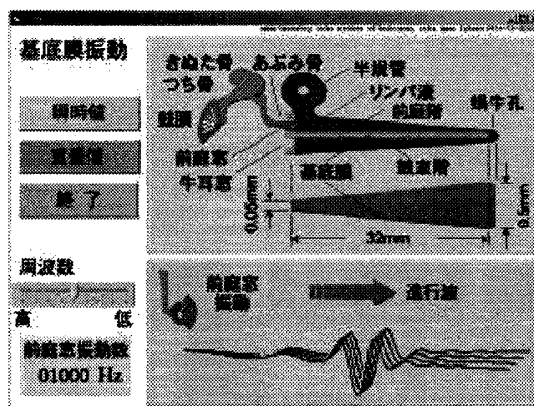 基底膜振動
瞬時値
重畳値
終 了
周波数
高 低
前庭窓振動数
01000 Hz
きぬた骨
つち骨
あぶみ骨
半規管
リンパ液
前庭階
蝸牛孔
鼓膜
前庭窓
牛耳窓
基底膜
鼓室階
0.05mm
0.5mm
32mm
前庭窓
振動
進行波